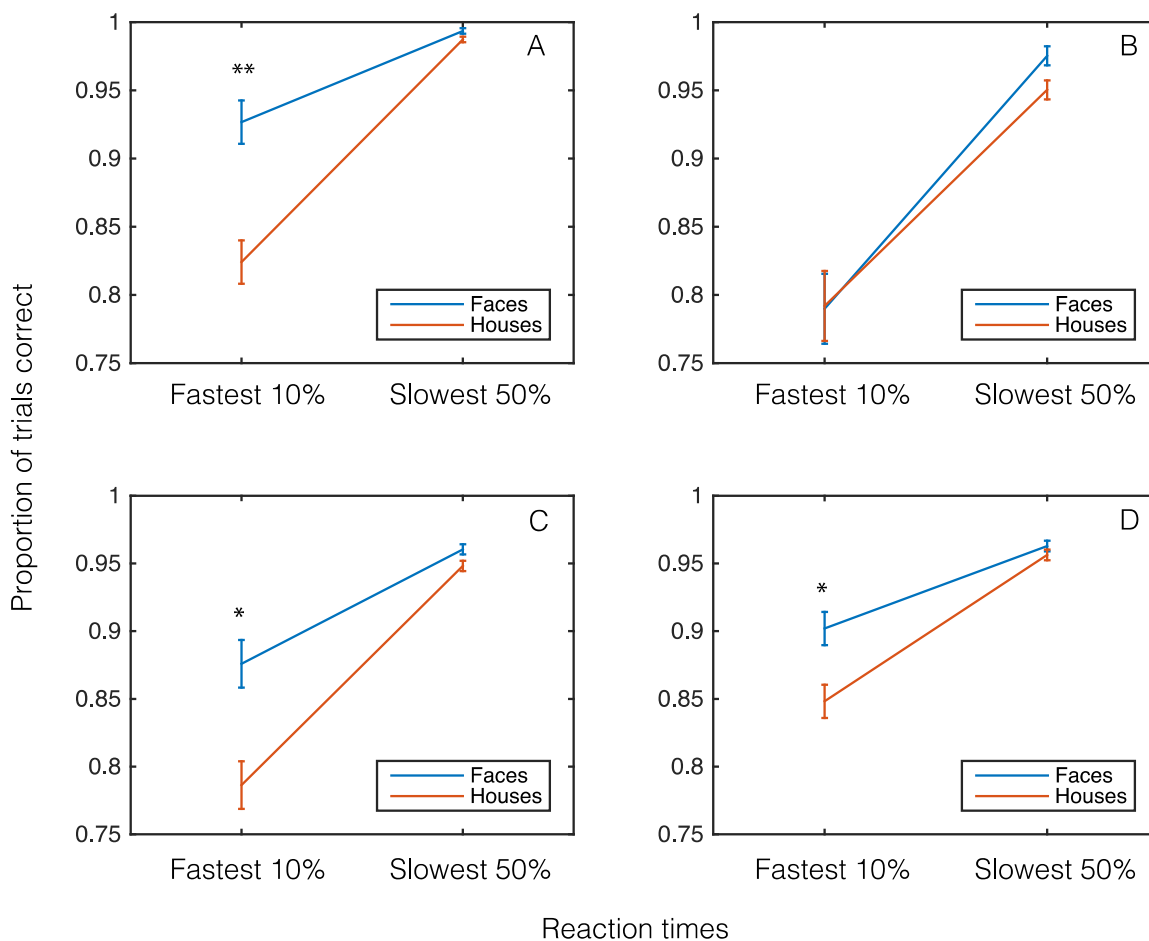 Proportion of trials correct
A
**
1
0.95
0.9
0.85
0.8
0.75
Faces
Houses
Fastest 10%
Slowest 50%
B
1
0.95
0.9
0.85
0.8
0.75
Faces
Houses
Fastest 10%
Slowest 50%
C
*
1
0.95
0.9
0.85
0.8
0.75
Faces
Houses
Fastest 10%
Slowest 50%
D
*
1
0.95
0.9
0.85
0.8
0.75
Faces
Houses
Fastest 10%
Slowest 50%
Reaction times